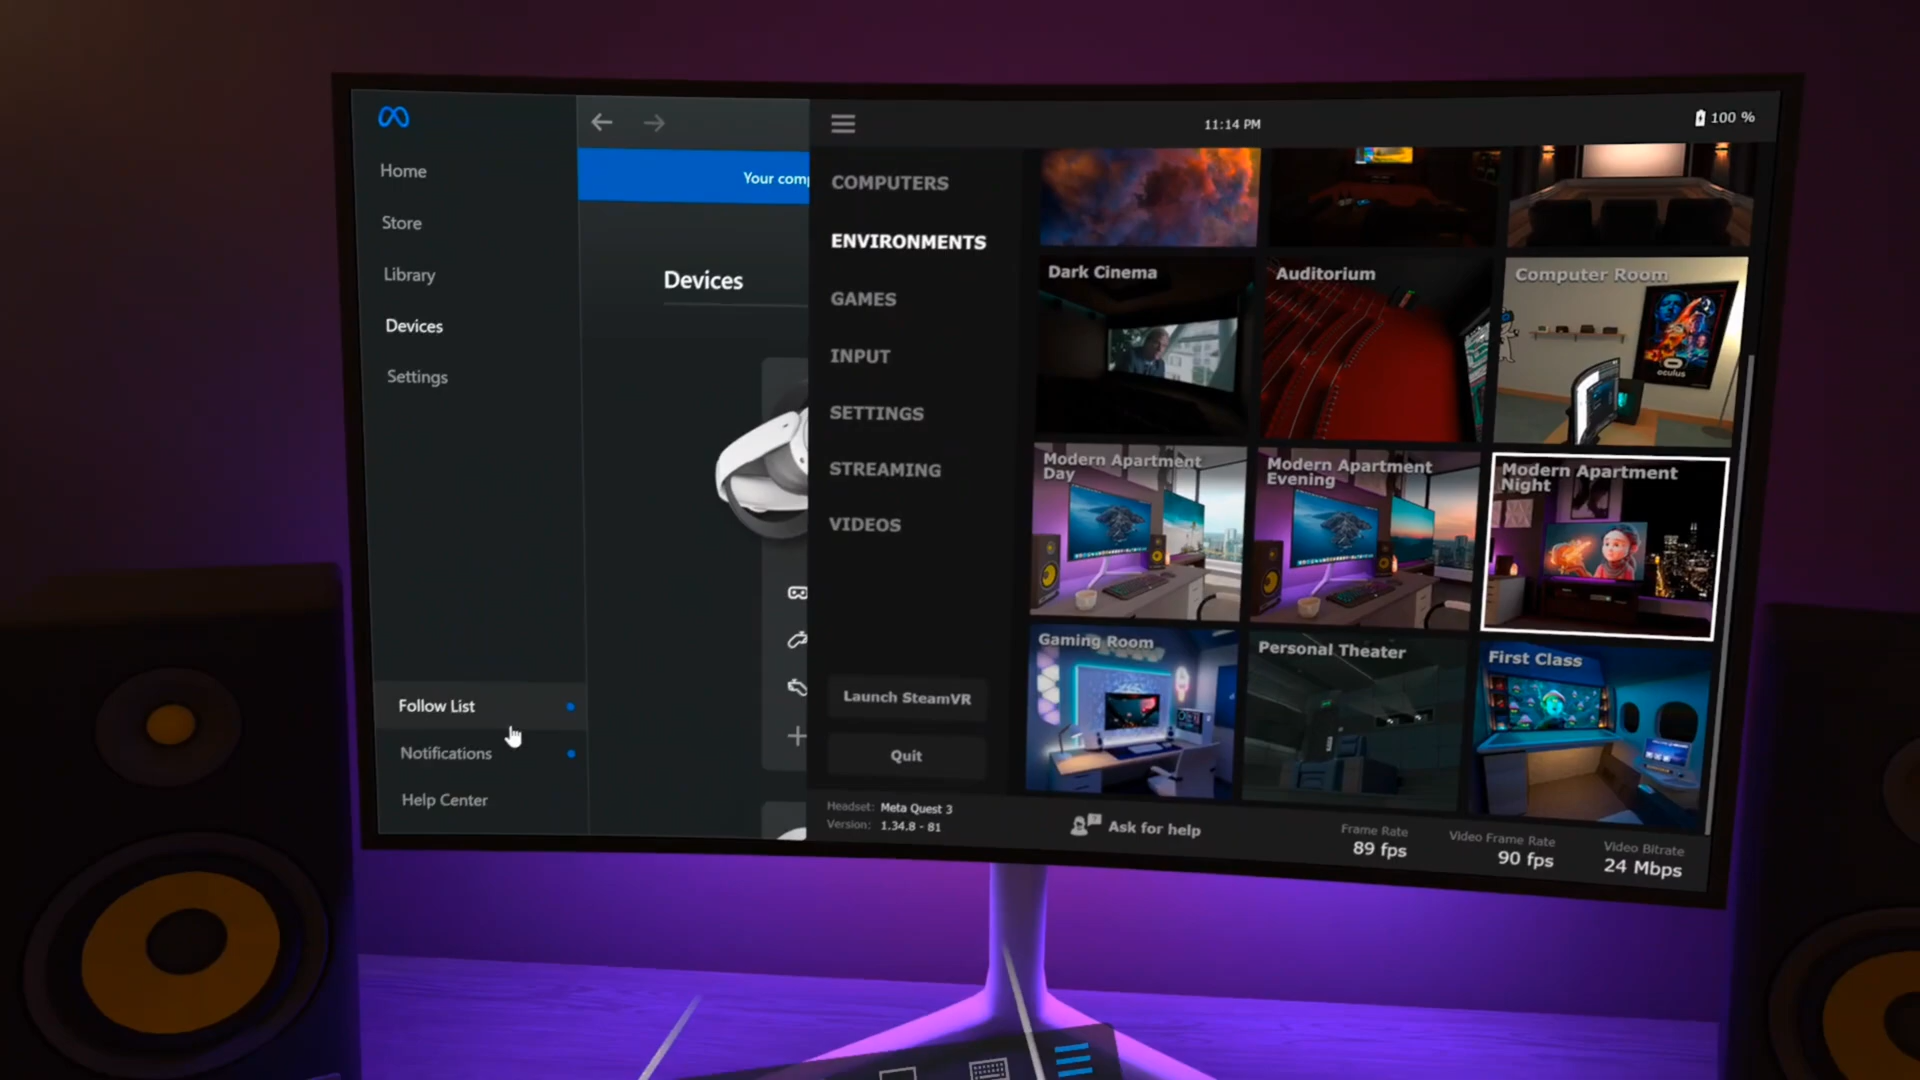 Home
Store
Library
Devices
Settings
Follow List
Notifications
Help Center
Your comp
Devices
11:14 PM
100 %
COMPUTERS
ENVIRONMENTS
GAMES
INPUT
SETTINGS
STREAMING
VIDEOS
Launch SteamVR
Quit
Dark Cinema
Auditorium
Computer Room
oculus
Modern Apartment
Day
Modern Apartment
Evening
Modern Apartment
Night
Gaming Room
Personal Theater
First Class
Headset: Meta Quest 3
Version: 1.34.8 - 81
Ask for help
Frame Rate
89 fps
Video Frame Rate
90 fps
Video Bitrate
24 Mbps